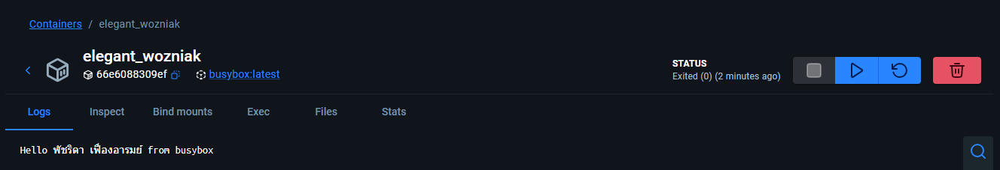 Containers / elegant_wozniak
elegant_wozniak
66e6088309ef busybox:latest
STATUS
Exited (0) (2 minutes ago)
Logs Inspect Bind mounts Exec Files Stats
Hello พัชริดา เฟื่องอารมย์ from busybox